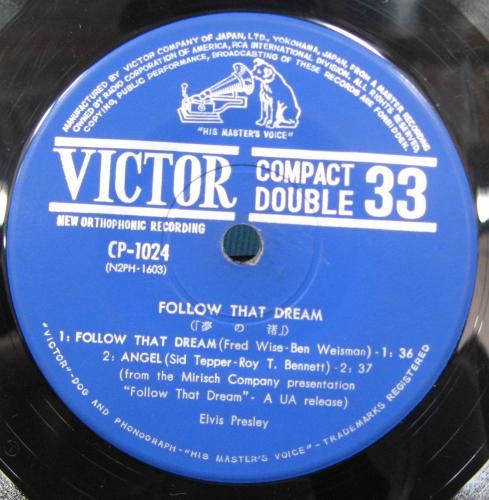 MANUFACTURED BY VICTOR COMPANY OF JAPAN, LTD., YOKOHAMA, JAPAN, FROM A MASTER RECORDING
OWNED BY RADIO CORPORATION OF AMERICA, RCA INTERNATIONAL DIVISION. ALL RIGHTS RESERVED,
COPYING, PUBLIC PERFORMANCE, BROADCASTING OF THESE RECORDS ARE FORBIDDEN.
"HIS MASTER'S VOICE"
VICTOR COMPACT DOUBLE 33
NEW ORTHOPHONIC RECORDING
CP-1024
(N2PH-1603)
FOLLOW THAT DREAM
(「夢の渚」)
1: FOLLOW THAT DREAM (Fred Wise-Ben Weisman) -1: 36
2: ANGEL (Sid Tepper-Roy T. Bennett) -2: 37
(from the Mirisch Company presentation
"Follow That Dream"- A UA release)
Elvis Presley
"VICTOR"-DOG AND PHONOGRAPH-"HIS MASTER'S VOICE"-TRADEMARKS REGISTERED